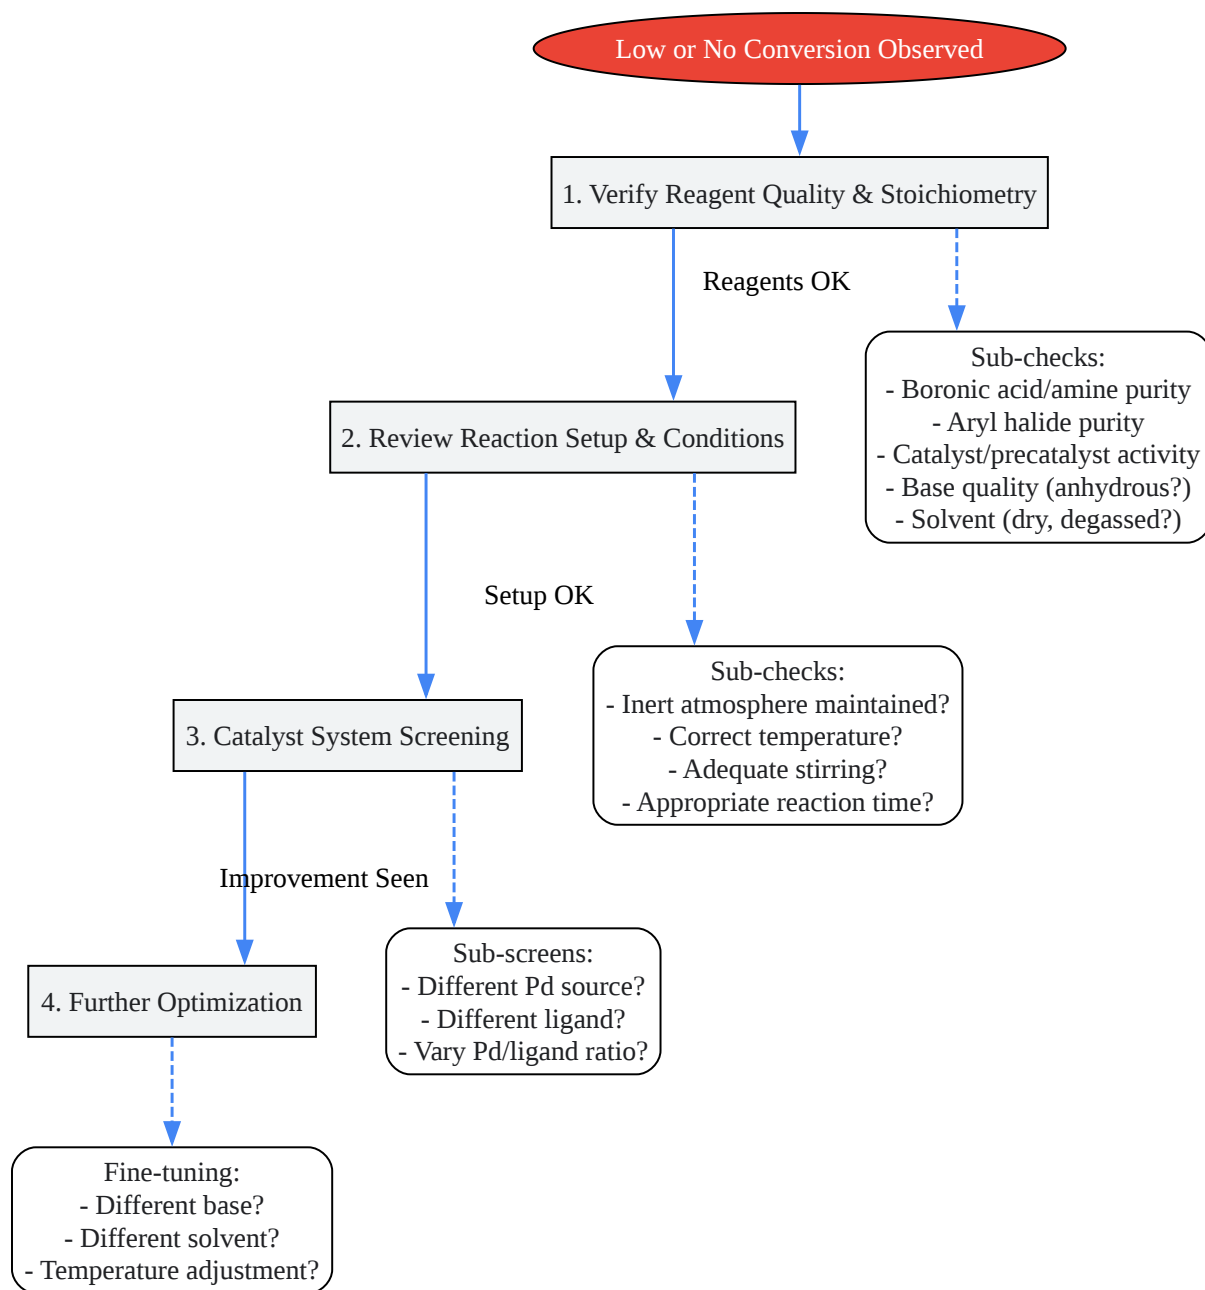 Low or No Conversion Observed
1. Verify Reagent Quality & Stoichiometry
Reagents OK
Sub-checks:
- Boronic acid/amine purity
- Aryl halide purity
- Catalyst/precatalyst activity
- Base quality (anhydrous?)
- Solvent (dry, degassed?)
2. Review Reaction Setup & Conditions
Setup OK
Sub-checks:
- Inert atmosphere maintained?
- Correct temperature?
- Adequate stirring?
- Appropriate reaction time?
3. Catalyst System Screening
Improvement Seen
Sub-screens:
- Different Pd source?
- Different ligand?
- Vary Pd/ligand ratio?
4. Further Optimization
Fine-tuning:
- Different base?
- Different solvent?
- Temperature adjustment?